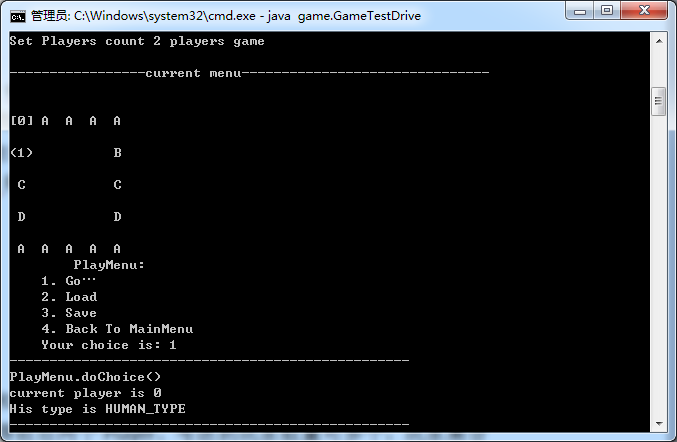 管理员: C:\Windows\system32\cmd.exe - java  game.GameTestDrive
Set Players count 2 players game
-----------------current menu-------------------------------
[0] A  A  A  A
(1)          B
 C           C
 D           D
 A  A  A  A  A
        PlayMenu:
    1. Go…
    2. Load
    3. Save
    4. Back To MainMenu
    Your choice is: 1
--------------------------------------------------
PlayMenu.doChoice()
current player is 0
His type is HUMAN_TYPE
--------------------------------------------------